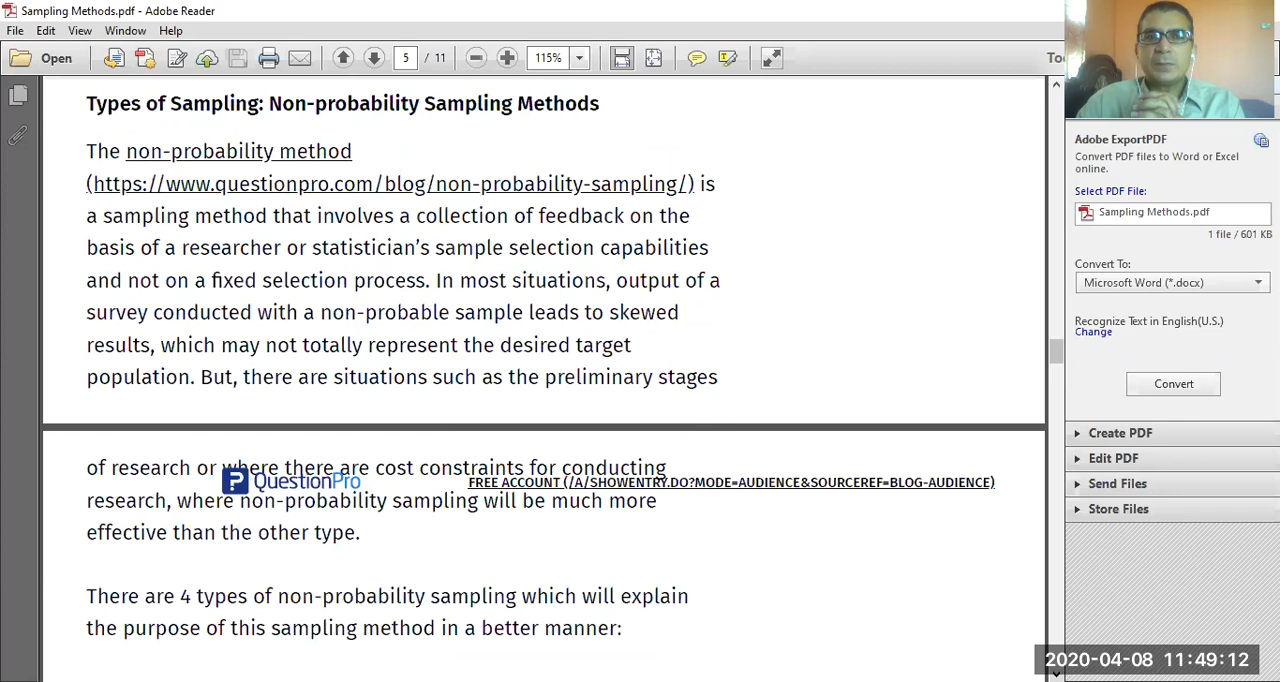 Sampling Methods.pdf - Adobe Reader
File Edit View Window Help
Open 5 / 11 115% To
Types of Sampling: Non-probability Sampling Methods
The non-probability method
(https://www.questionpro.com/blog/non-probability-sampling/) is
a sampling method that involves a collection of feedback on the
basis of a researcher or statistician’s sample selection capabilities
and not on a fixed selection process. In most situations, output of a
survey conducted with a non-probable sample leads to skewed
results, which may not totally represent the desired target
population. But, there are situations such as the preliminary stages
of research or where there are cost constraints for conducting
QuestionPro
FREE ACCOUNT (/A/SHOWENTRY.DO?MODE=AUDIENCE&SOURCEREF=BLOG-AUDIENCE)
research, where non-probability sampling will be much more
effective than the other type.
There are 4 types of non-probability sampling which will explain
the purpose of this sampling method in a better manner:
Adobe ExportPDF
Convert PDF files to Word or Excel
online.
Select PDF File:
Sampling Methods.pdf
1 file / 601 KB
Convert To:
Microsoft Word (*.docx)
Recognize Text in English(U.S.)
Change
Convert
Create PDF
Edit PDF
Send Files
Store Files
2020-04-08 11:49:12